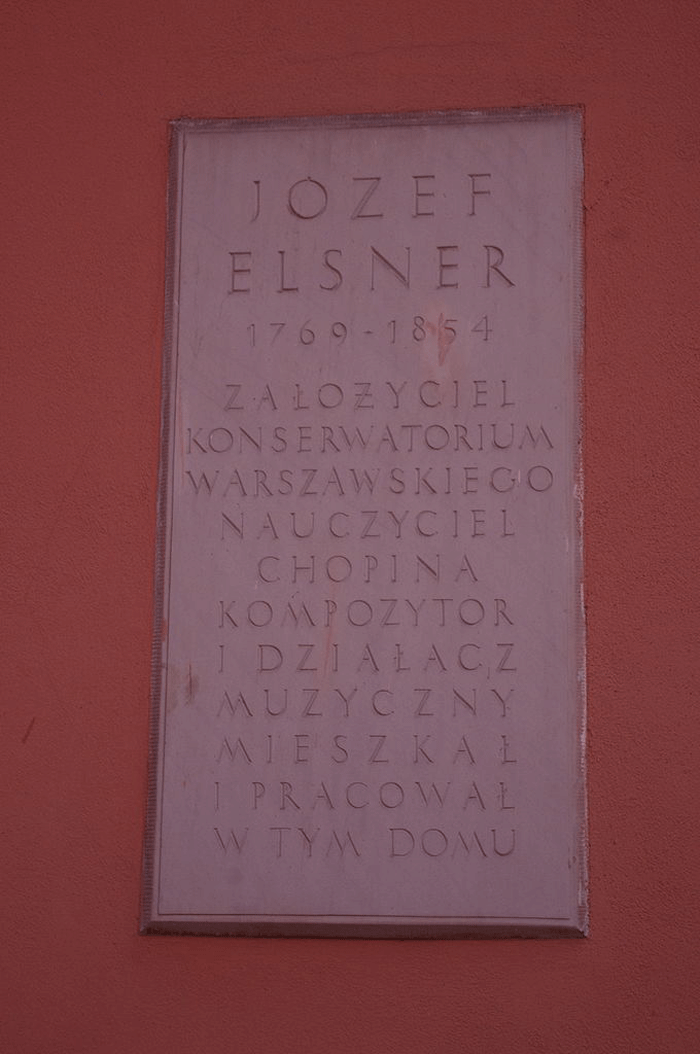 JÓZEF
ELSNER
1769-1854
ZAŁOŻYCIEL
KONSERWATORIUM
WARSZAWSKIEGO
NAUCZYCIEL
CHOPINA
KOMPOZYTOR
I DZIAŁACZ
MUZYCZNY
MIESZKAŁ
I PRACOWAŁ
W TYM DOMU